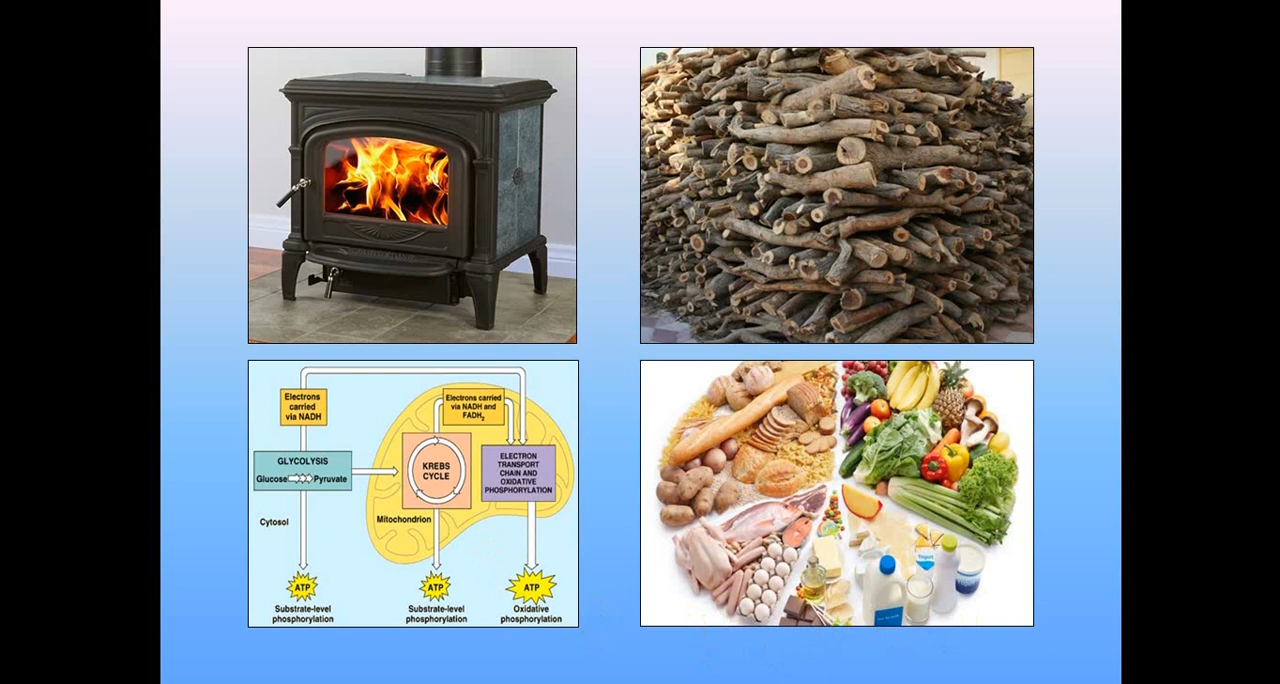 Electrons
carried
via NADH
Electrons carried
via NADH and
FADH2
GLYCOLYSIS
Glucose
Pyruvate
KREBS
CYCLE
ELECTRON
TRANSPORT
CHAIN AND
OXIDATIVE
PHOSPHORYLATION
Cytosol
Mitochondrion
ATP
ATP
ATP
Substrate-level
phosphorylation
Substrate-level
phosphorylation
Oxidative
phosphorylation
Yogurt